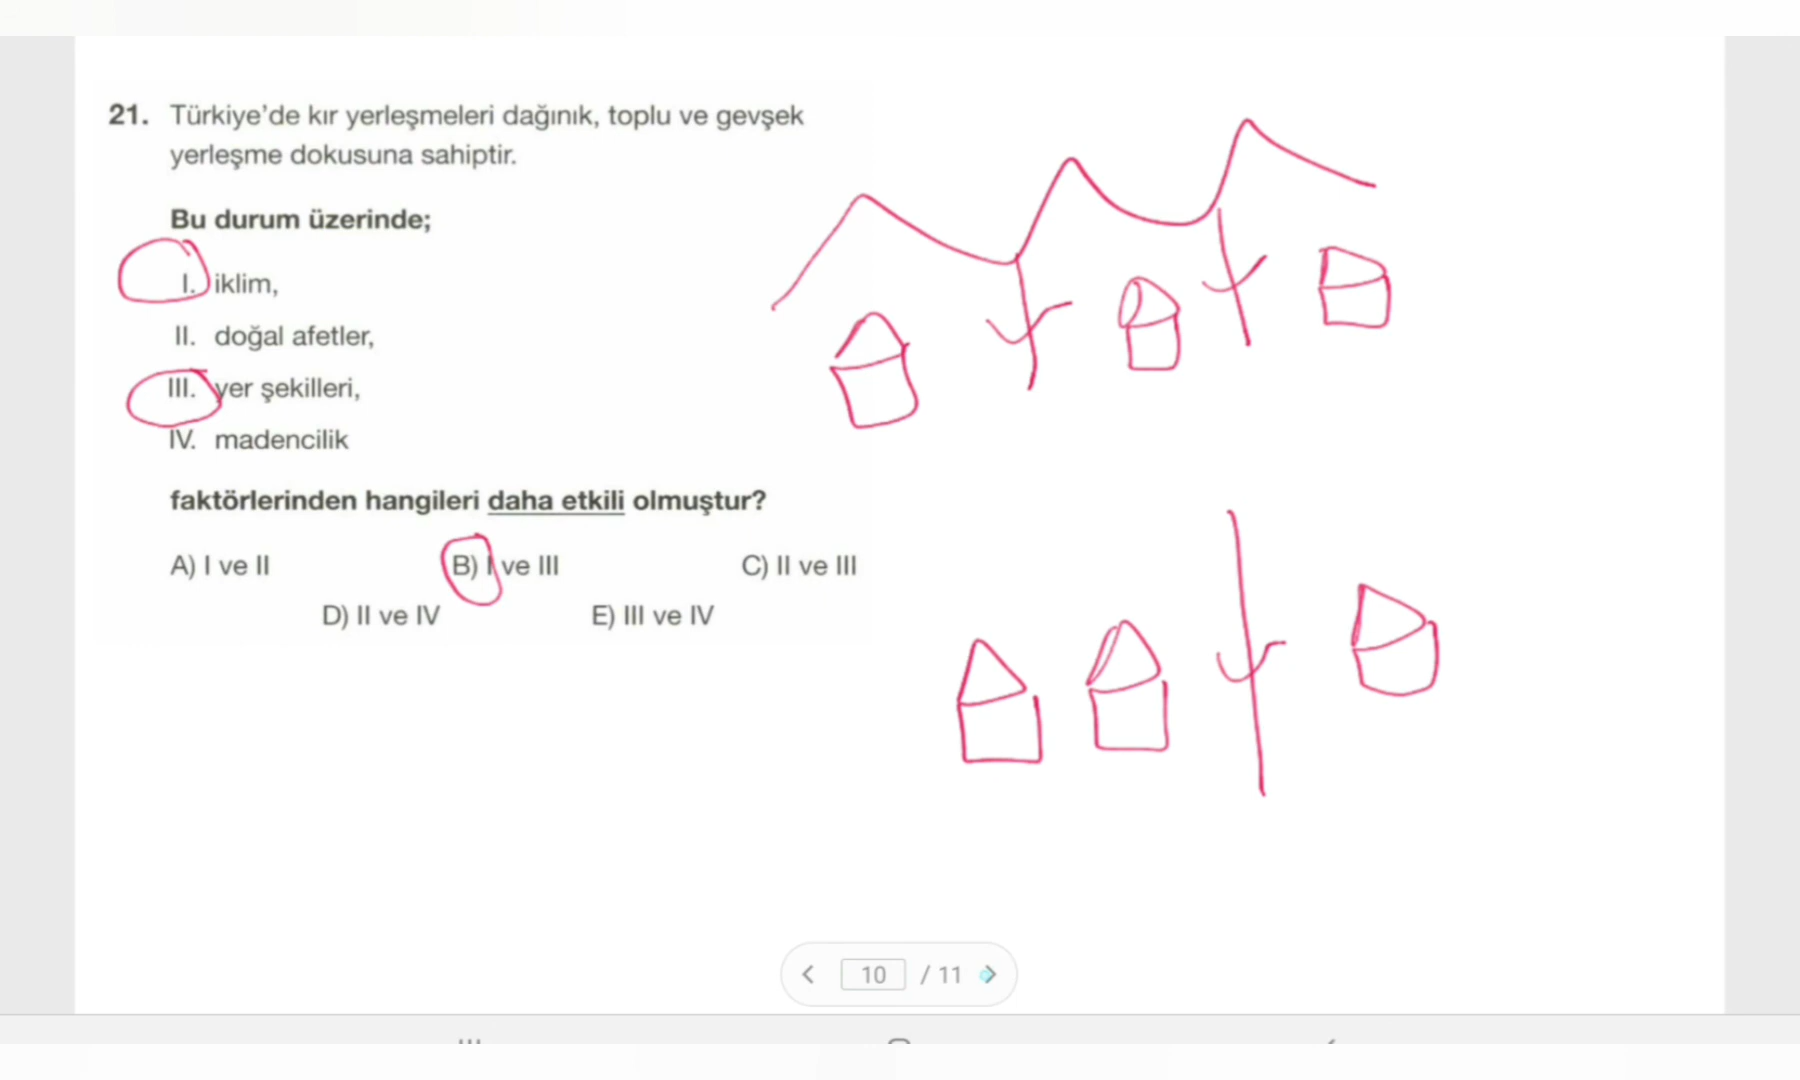 21. Türkiye'de kır yerleşmeleri dağınık, toplu ve gevşek
yerleşme dokusuna sahiptir.
Bu durum üzerinde;
I. iklim,
II. doğal afetler,
III. yer şekilleri,
IV. madencilik
faktörlerinden hangileri daha etkili olmuştur?
A) I ve II B) I ve III C) II ve III
D) II ve IV E) III ve IV
10 / 11